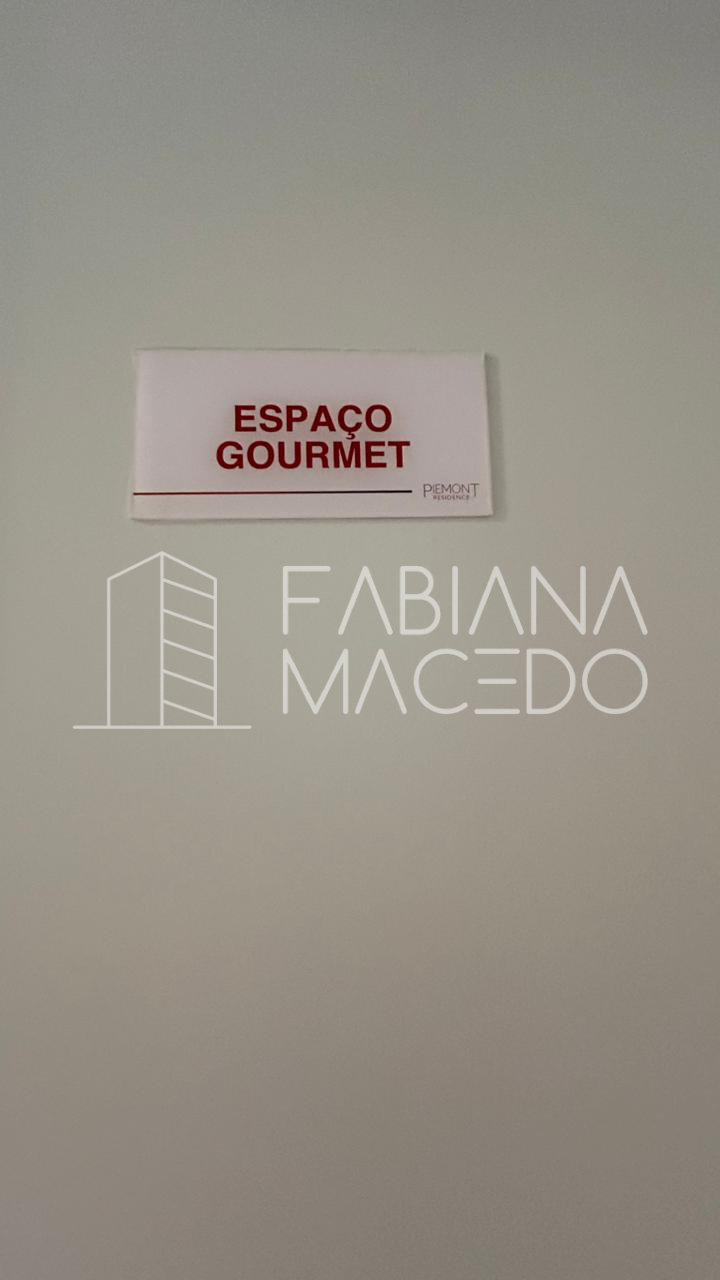 ESPAÇO
GOURMET
PIEMONT
RESIDENCE
FABIANA
MACEDO